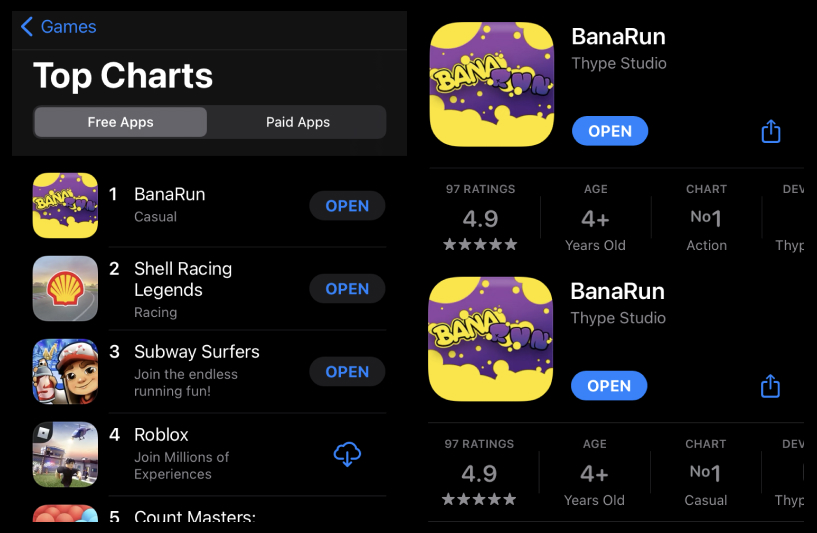 Games
Top Charts
Free Apps
Paid Apps
BANA
RUN
1
BanaRun
Casual
OPEN
2
Shell Racing
Legends
Racing
OPEN
3
Subway Surfers
Join the endless
running fun!
OPEN
4
Roblox
Join Millions of
Experiences
5
Count Masters:
BANA
RUN
BanaRun
Thype Studio
OPEN
97 RATINGS
4.9
AGE
4+
Years Old
CHART
No1
Action
DEV
Thyp
BANA
RUN
BanaRun
Thype Studio
OPEN
97 RATINGS
4.9
AGE
4+
Years Old
CHART
No1
Casual
DEV
Thyp